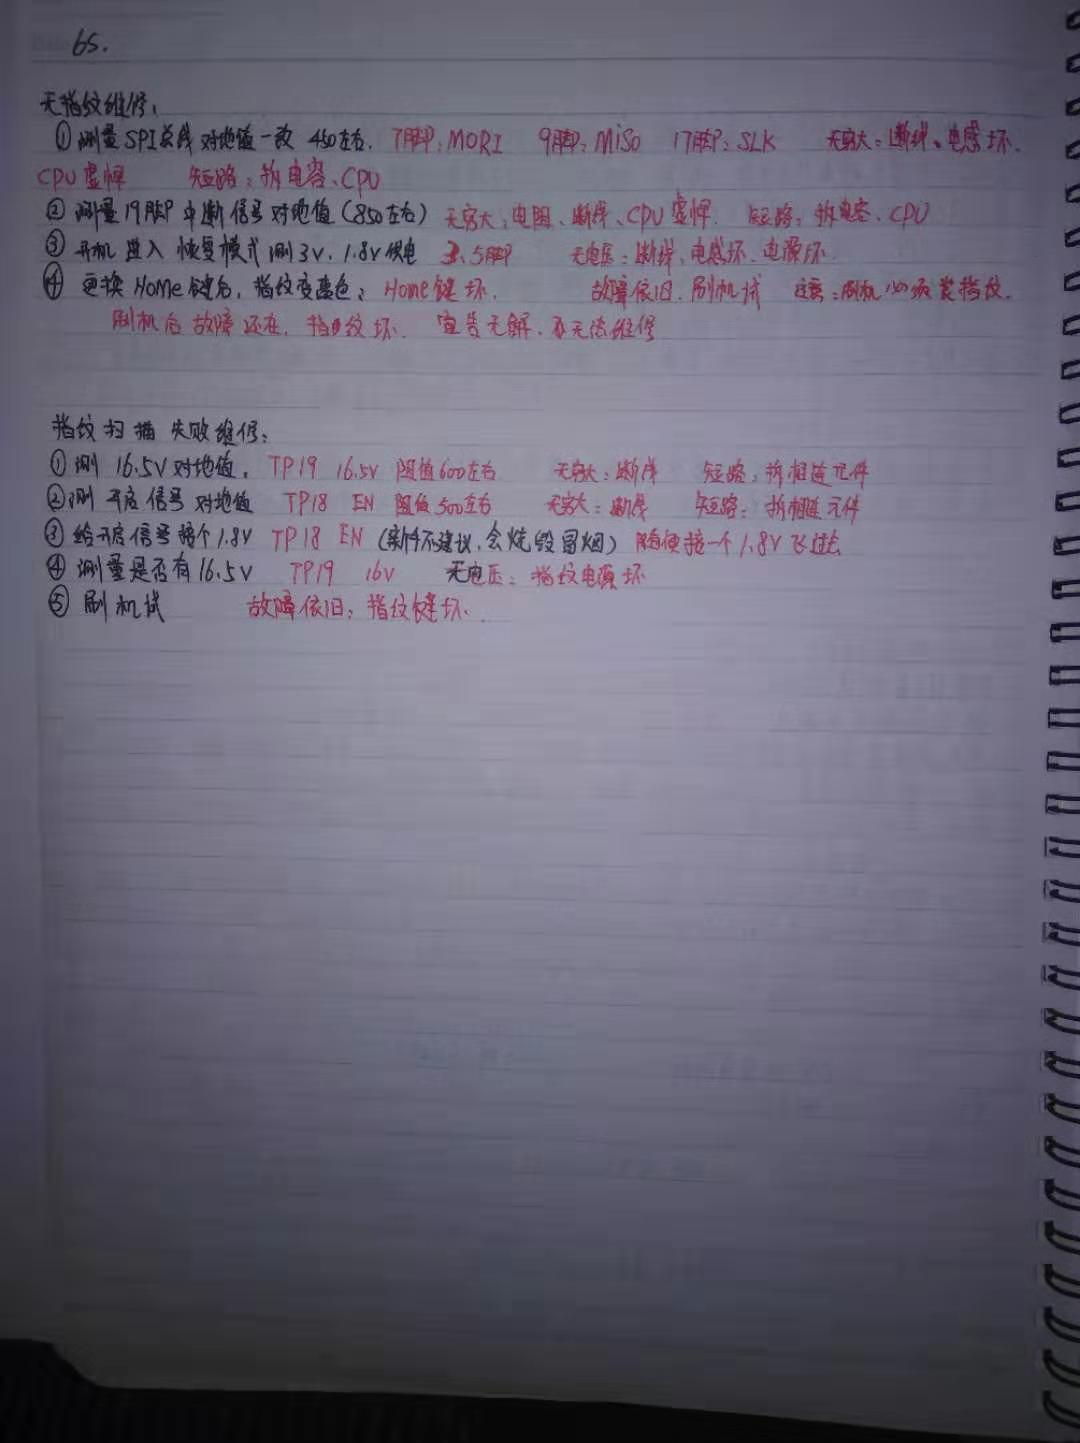 6S.
无指纹维修:
① 测量SPI总线对地值一致 450左右. 7脚:MORI 9脚:MiSO 17脚:SLK 无穷大:断线、电感坏.
CPU虚焊 短路:拆电容、CPU
② 测量19脚中断信号对地值(850左右) 无穷大:电阻、断线、CPU虚焊. 短路:拆电容、CPU
③ 开机进入恢复模式测3V、1.8V供电 3、5脚 无电压:断线、电感坏、电源坏.
④ 更换HoMe键后,指纹变离色: Home键坏. 故障依旧.刷机试 注意:刷机必须装指纹.
刷机后故障还在.指纹坏. 宣告无解.亦无法维修
指纹扫描失败维修:
① 测16.5V对地值. TP19 16.5V 阻值600左右 无穷大:断线 短路:拆相连元件
② 测开启信号对地值 TP18 EN 阻值500左右 无穷大:断线 短路:拆相连元件
③ 给开启信号接个1.8V TP18 EN (新手不建议,会烧毁冒烟) 随便接一个1.8V飞过去
④ 测量是否有16.5V TP19 16V 无电压:指纹电源坏
⑤ 刷机试 故障依旧:指纹键坏.